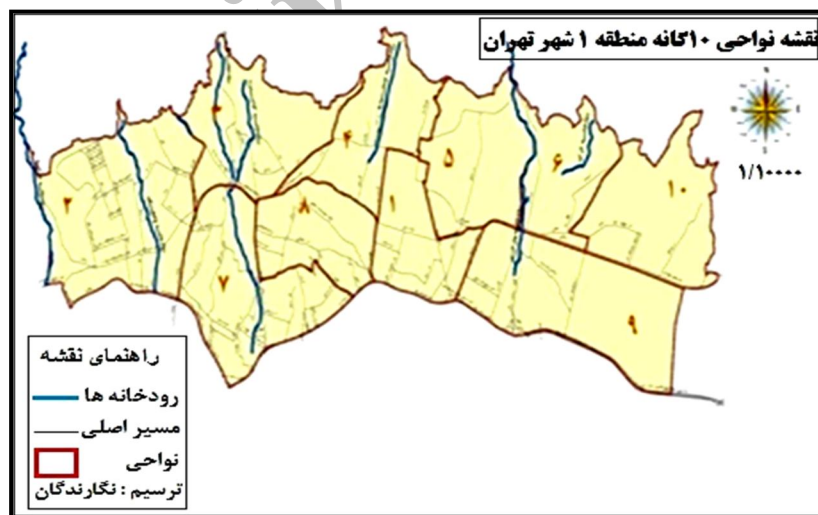 نقشه نواحی ۱۰گانه منطقه ۱ شهر تهران
۱/۱۰۰۰۰
۴
۵
۶
۱۰
۲
۸
۱
۷
۹
راهنمای نقشه
رودخانه ها
مسیر اصلی
نواحی
ترسیم : نگارندگان